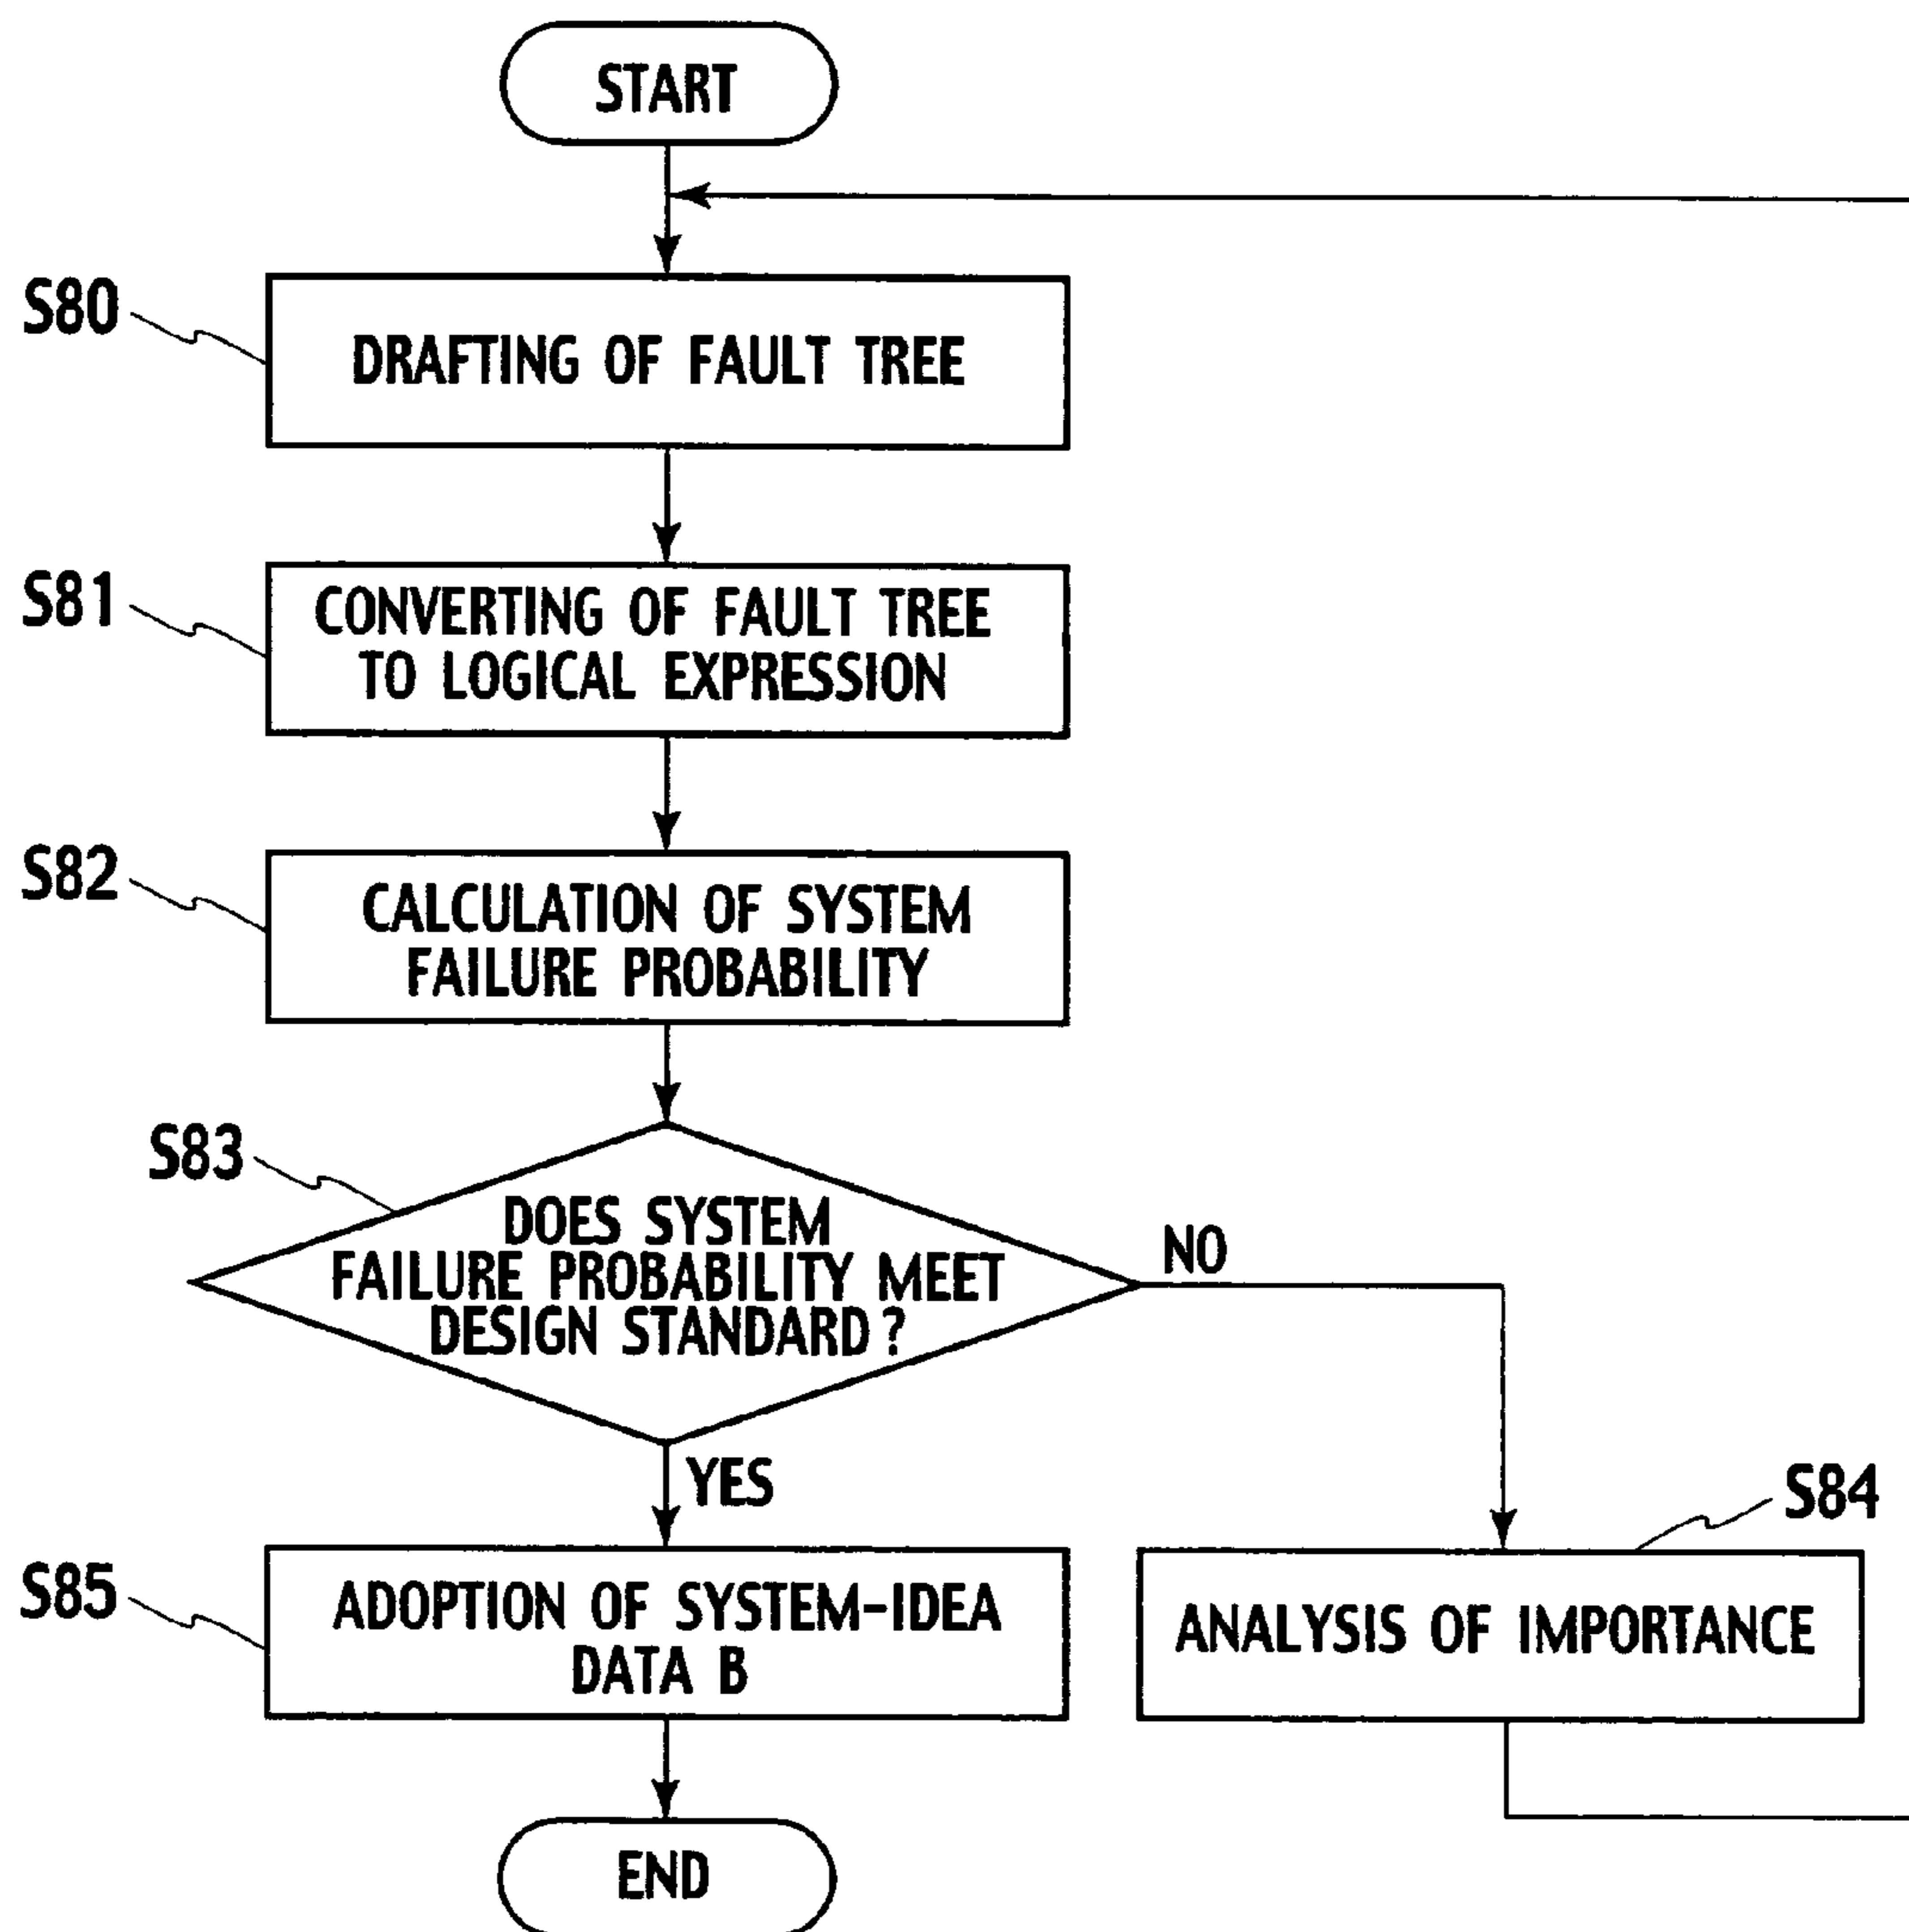 START
S80
DRAFTING OF FAULT TREE
S81
CONVERTING OF FAULT TREE
TO LOGICAL EXPRESSION
S82
CALCULATION OF SYSTEM
FAILURE PROBABILITY
S83
DOES SYSTEM
FAILURE PROBABILITY MEET
DESIGN STANDARD?
NO
YES
S84
ANALYSIS OF IMPORTANCE
S85
ADOPTION OF SYSTEM-IDEA
DATA B
END